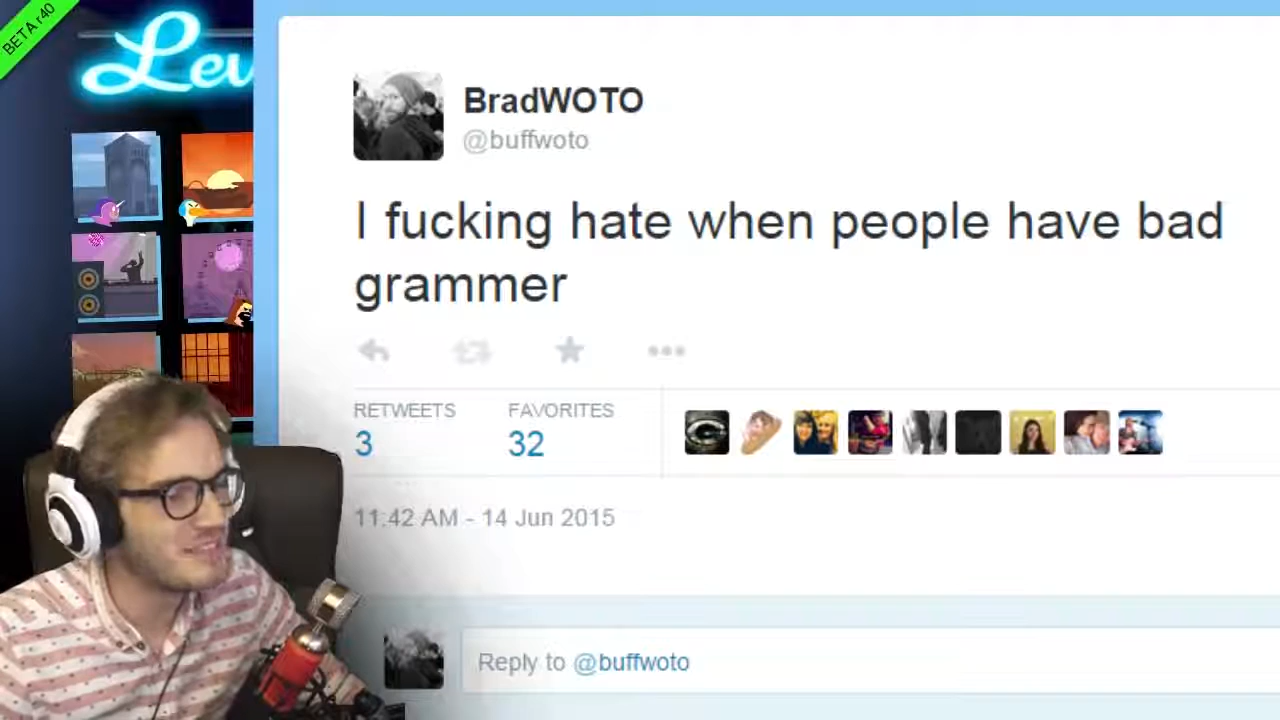 BETA r40
Lev
BradWOTO
@buffwoto
I fucking hate when people have bad
grammer
RETWEETS FAVORITES
3 32
11:42 AM - 14 Jun 2015
Reply to @buffwoto